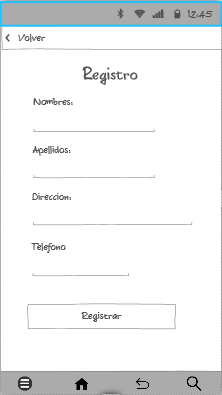 12:45
Volver
Registro
Nombres:
Apellidos:
Direccion:
Telefono
Registrar